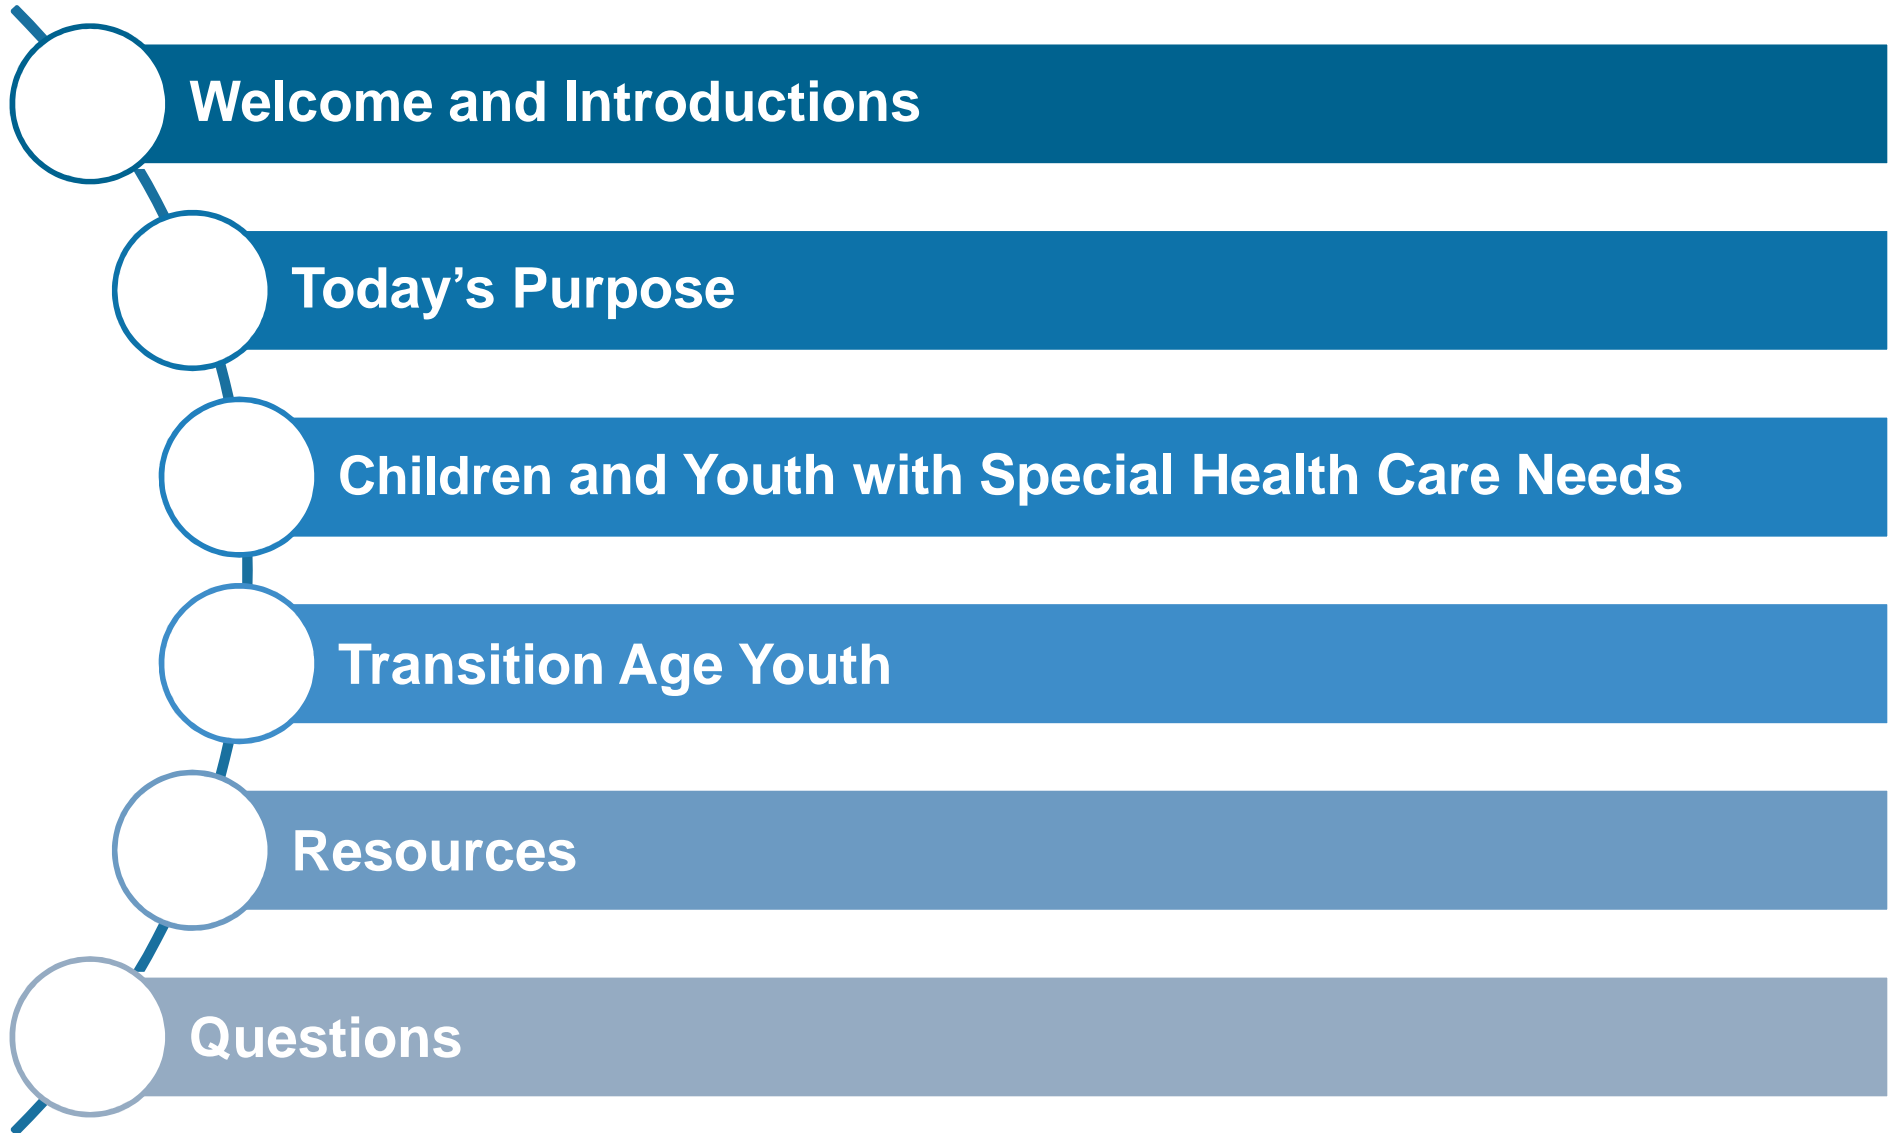 Welcome and Introductions
Today’s Purpose
Children and Youth with Special Health Care Needs
Transition Age Youth
Resources
Questions